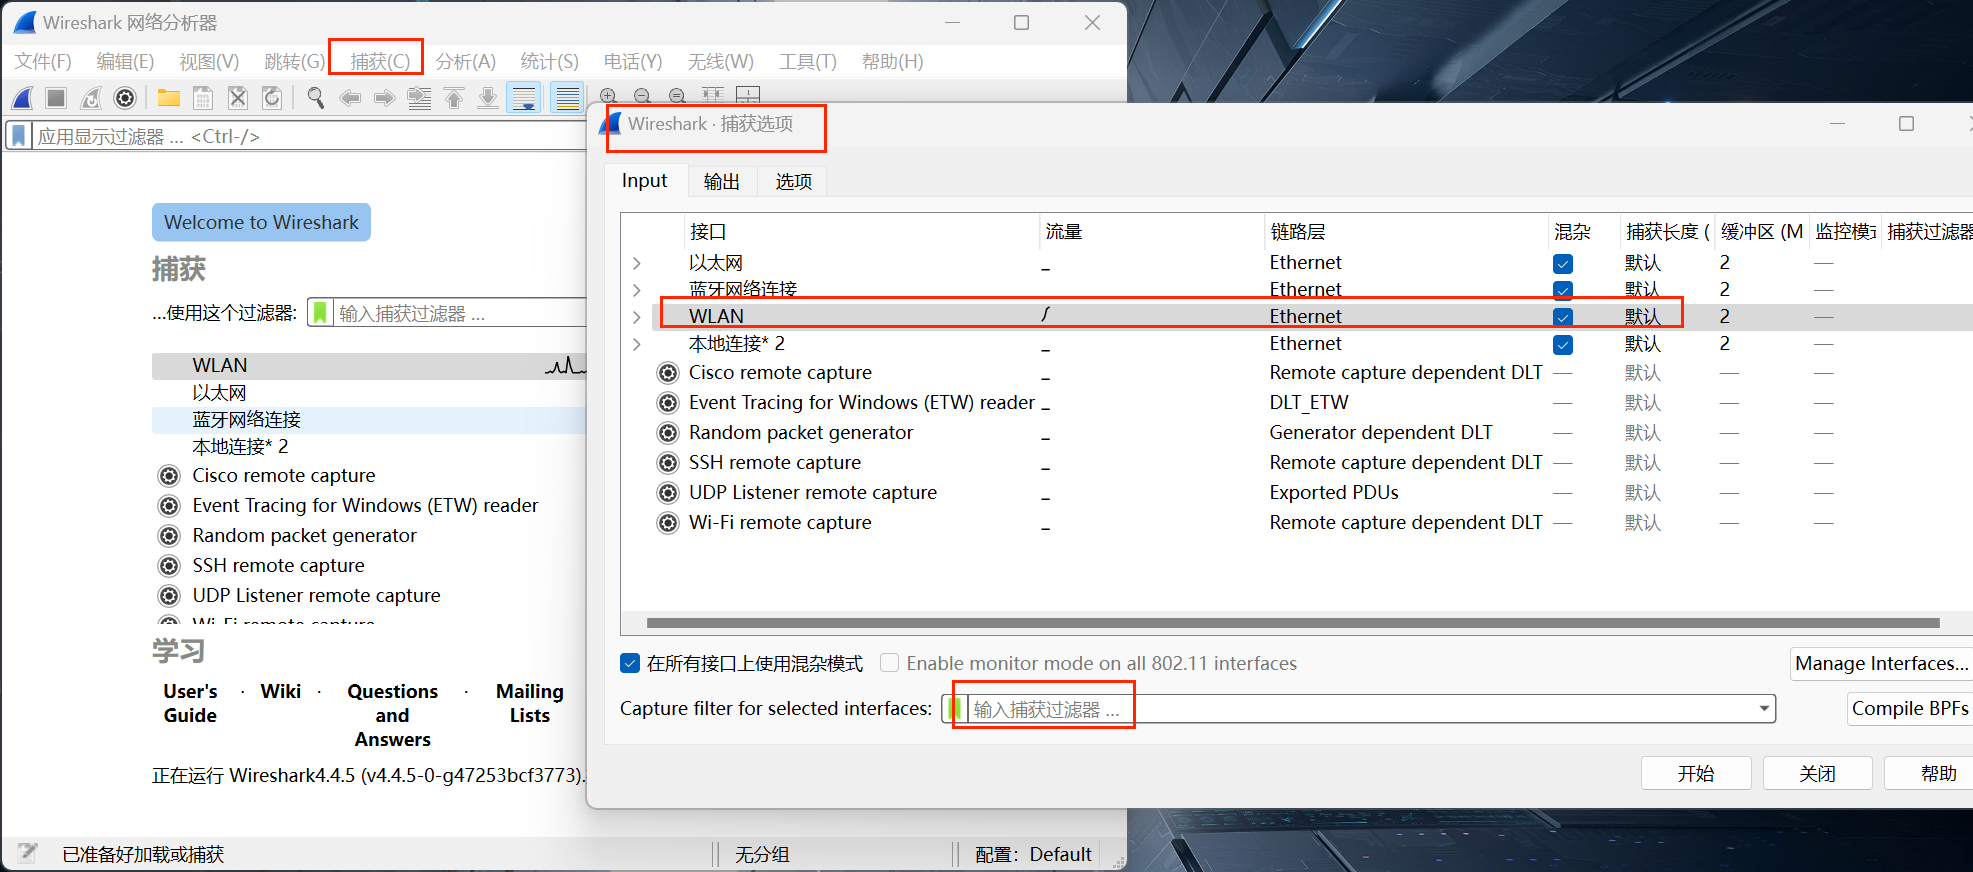 Wireshark 网络分析器
文件(F) 编辑(E) 视图(V) 跳转(G) 捕获(C) 分析(A) 统计(S) 电话(Y) 无线(W) 工具(T) 帮助(H)
应用显示过滤器 … <Ctrl-/>
Welcome to Wireshark
捕获
…使用这个过滤器: 输入捕获过滤器 …
WLAN
以太网
蓝牙网络连接
本地连接* 2
Cisco remote capture
Event Tracing for Windows (ETW) reader
Random packet generator
SSH remote capture
UDP Listener remote capture
Wi-Fi remote capture
学习
User's Guide · Wiki · Questions and Answers · Mailing Lists
正在运行 Wireshark4.4.5 (v4.4.5-0-g47253bcf3773).
已准备好加载或捕获 无分组 配置: Default
Wireshark · 捕获选项
Input 输出 选项
接口 流量 链路层 混杂 捕获长度 ( 缓冲区 (M 监控模式 捕获过滤器
以太网 _ Ethernet 默认 2 —
蓝牙网络连接 Ethernet 默认 2 —
WLAN Ethernet 默认 2 —
本地连接* 2 _ Ethernet 默认 2 —
Cisco remote capture _ Remote capture dependent DLT — 默认 — —
Event Tracing for Windows (ETW) reader _ DLT_ETW — 默认 — —
Random packet generator _ Generator dependent DLT — 默认 — —
SSH remote capture _ Remote capture dependent DLT — 默认 — —
UDP Listener remote capture _ Exported PDUs — 默认 — —
Wi-Fi remote capture _ Remote capture dependent DLT — 默认 — —
在所有接口上使用混杂模式 Enable monitor mode on all 802.11 interfaces Manage Interfaces...
Capture filter for selected interfaces: 输入捕获过滤器 … Compile BPFs
开始 关闭 帮助